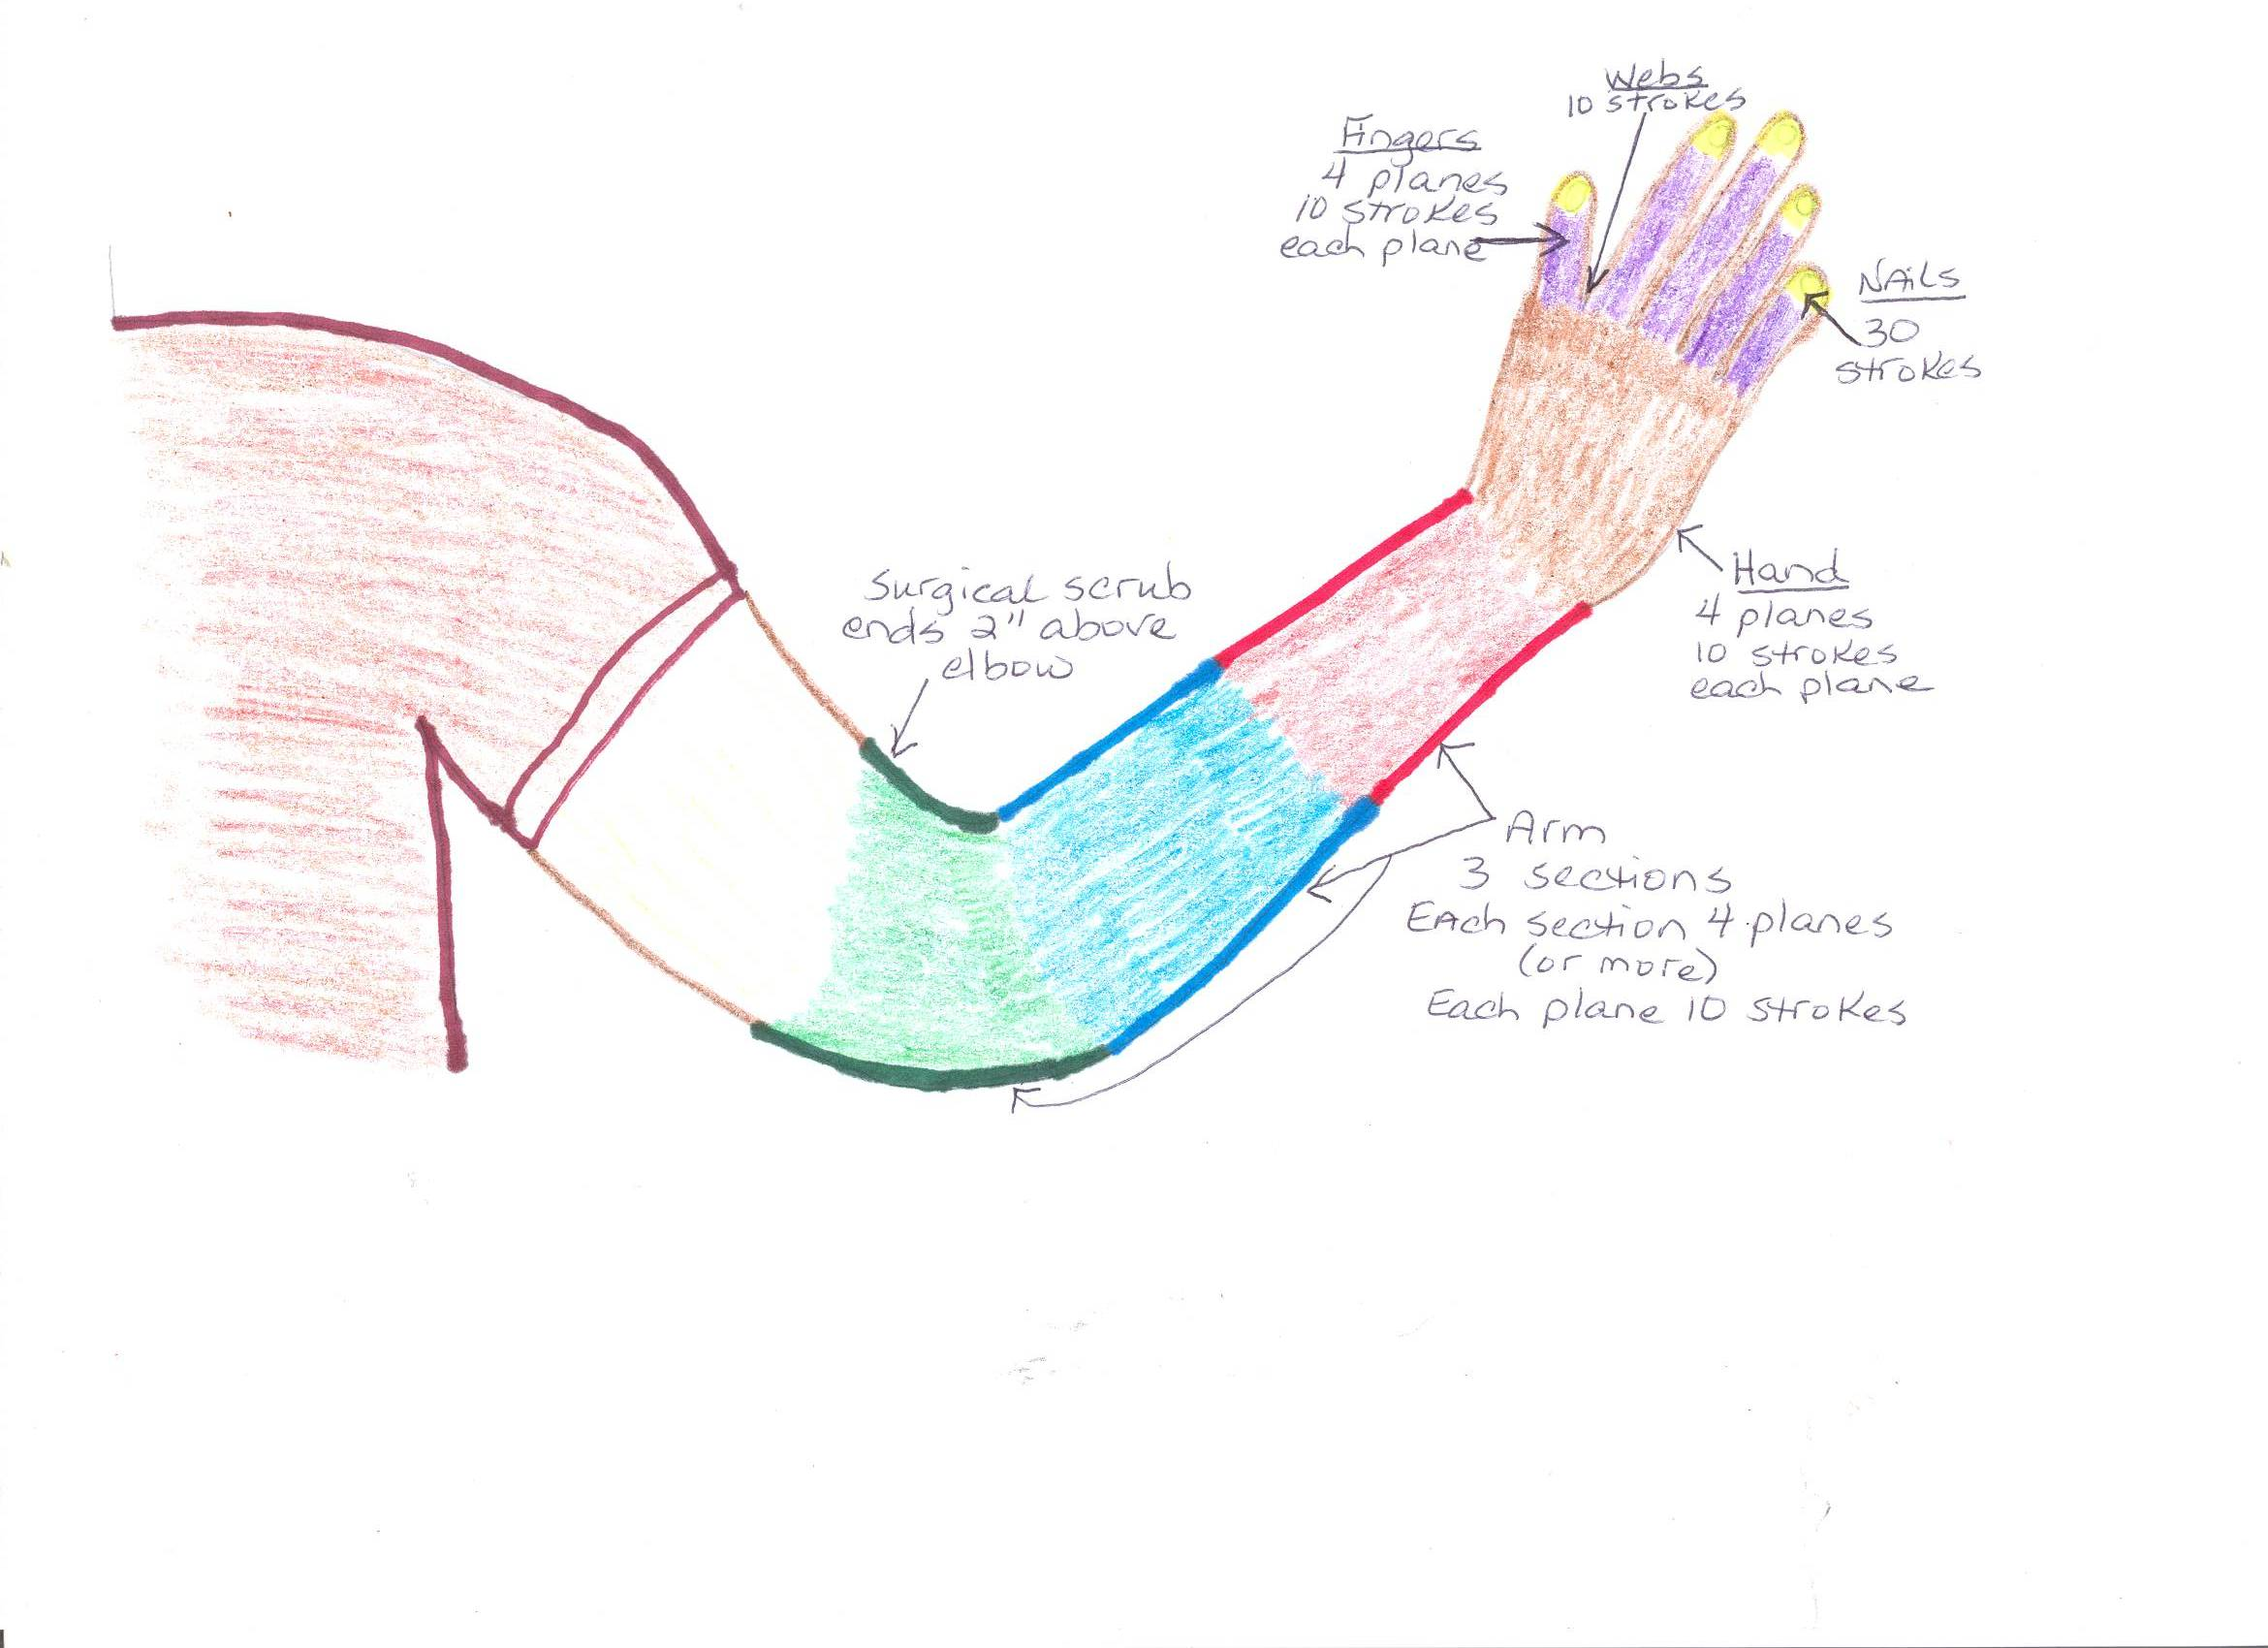 Webs
10 strokes
Fingers
4 planes
10 strokes
each plane
NAiLS
30
strokes
Surgical scrub
ends 2" above
elbow
Hand
4 planes
10 strokes
each plane
Arm
3 sections
EAch section 4 planes
(or more)
Each plane 10 strokes